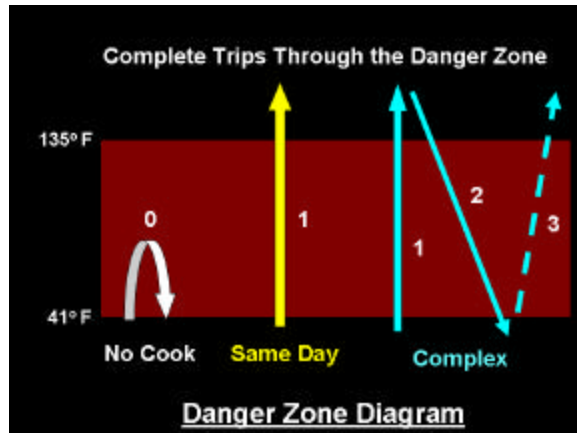 Complete Trips Through the Danger Zone
135° F
0
1
1
2
3
41° F
No Cook
Same Day
Complex
Danger Zone Diagram